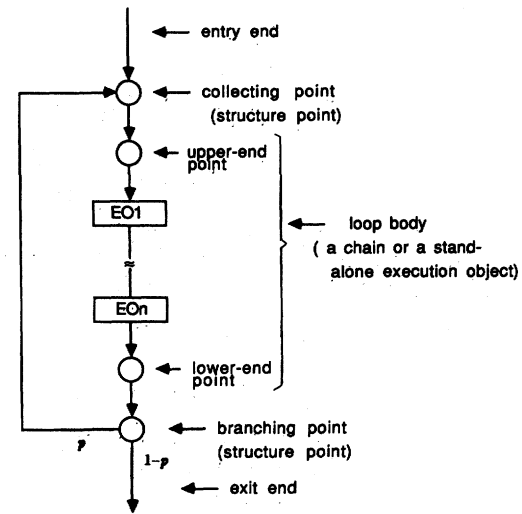 entry end
collecting point
(structure point)
upper-end
point
EO1
loop body
( a chain or a stand-
alone execution object)
≈
EOn
lower-end
point
branching point
(structure point)
p
1-p
exit end